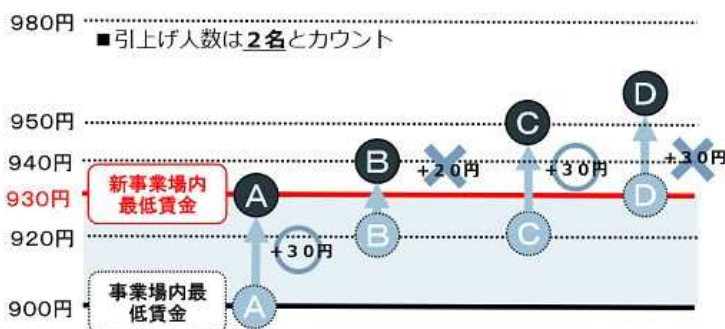 980円
■引上げ人数は2名とカウント
950円
940円
930円
920円
900円
新事業場内
最低賃金
事業場内最
低賃金
A
+30円
A
B
+20円
B
C
+30円
C
D
+30円
D